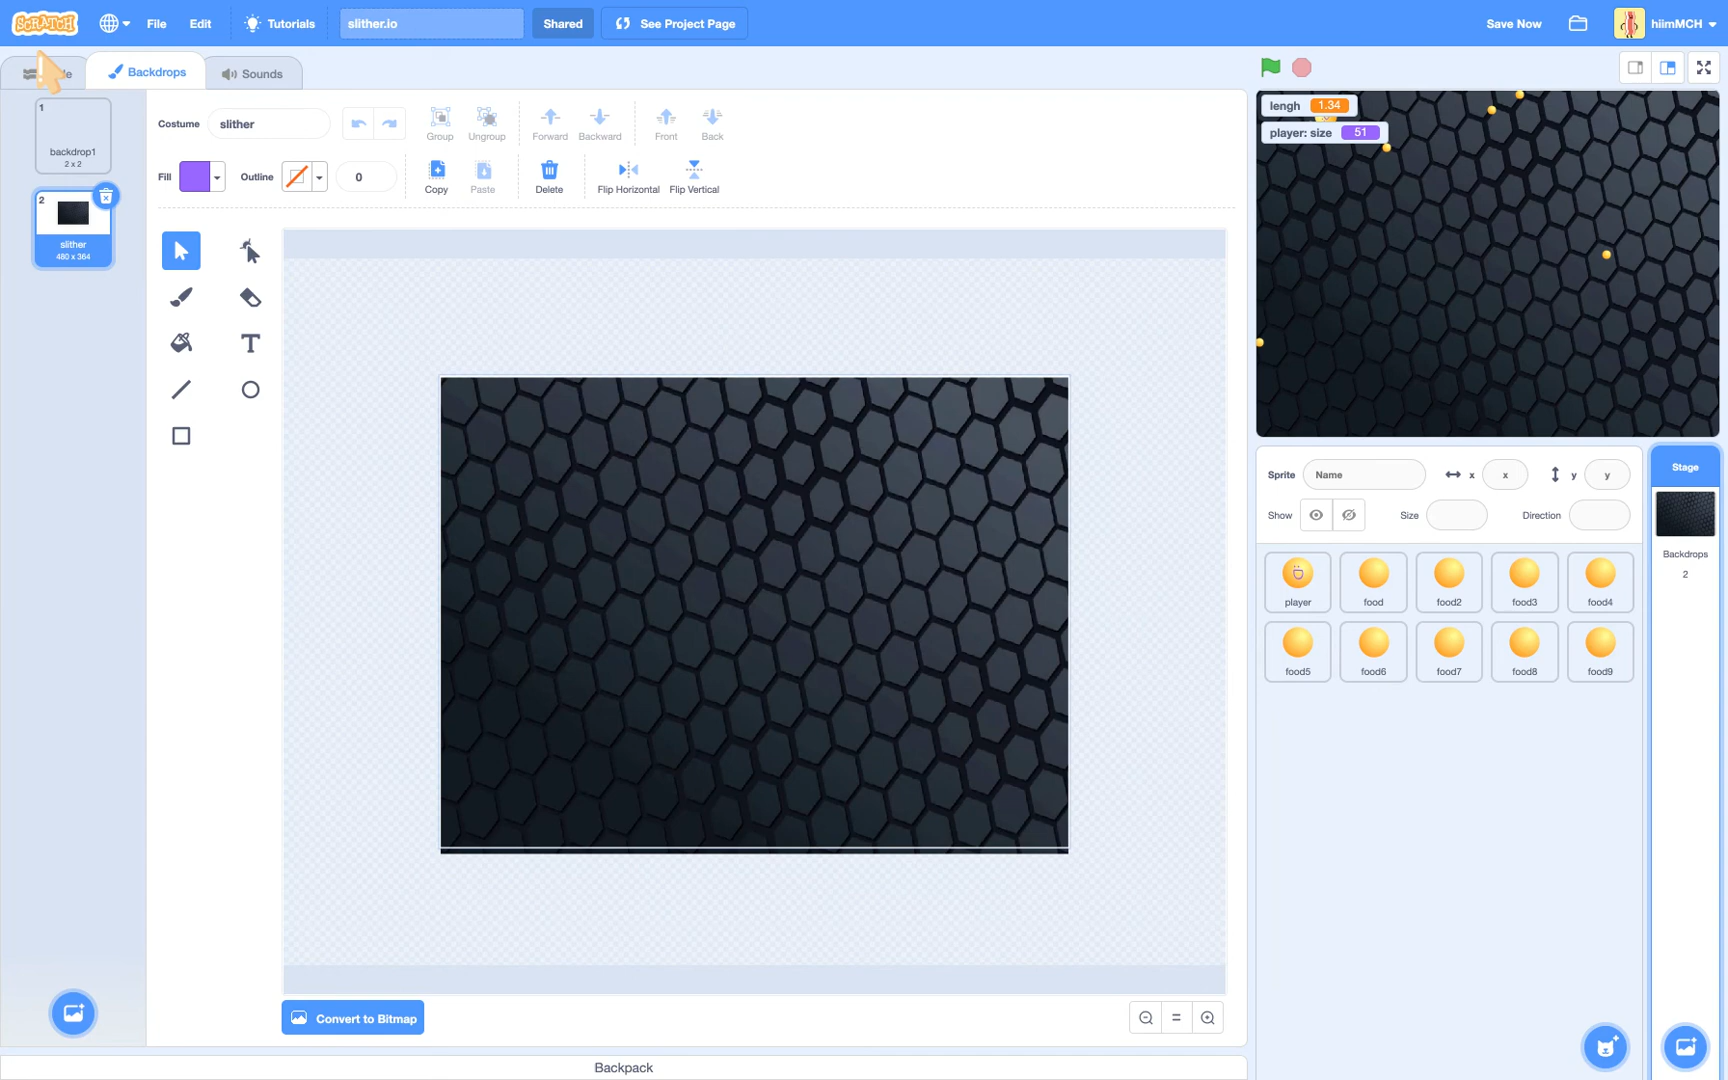 SCRATCH File Edit Tutorials slither.io Shared See Project Page Save Now hiimMCH
Backdrops Sounds
1
backdrop1
2 x 2
2
slither
480 x 364
Costume slither
Group Ungroup Forward Backward Front Back
Fill Outline 0
Copy Paste Delete Flip Horizontal Flip Vertical
T
Convert to Bitmap
=
Backpack
lengh 1.34
player: size 51
Sprite Name x x y y
Show Size Direction
player food food2 food3 food4
food5 food6 food7 food8 food9
Stage
Backdrops
2